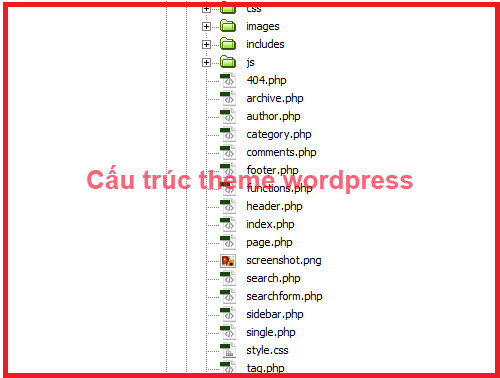 css
images
includes
js
404.php
archive.php
author.php
category.php
comments.php
footer.php
Cấu trúc theme wordpress
functions.php
header.php
index.php
page.php
screenshot.png
search.php
searchform.php
sidebar.php
single.php
style.css
tag.php